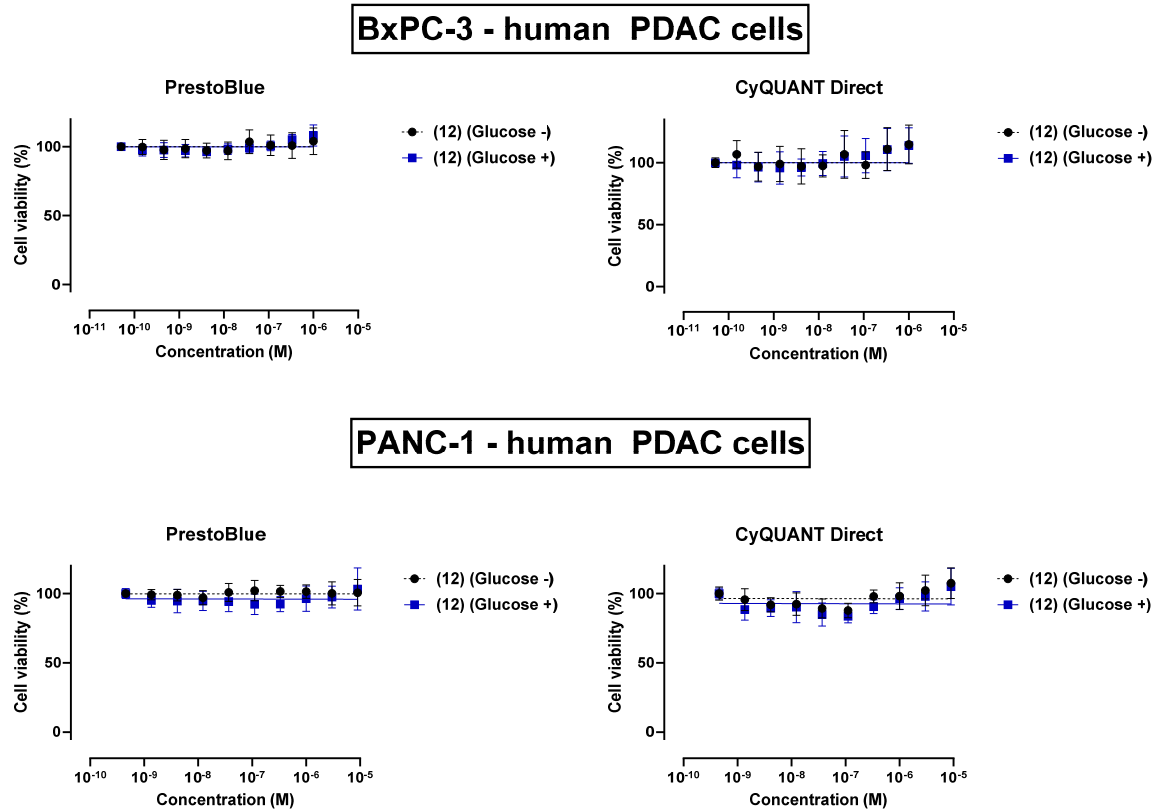 BxPC-3 - human PDAC cells
PrestoBlue
Cell viability (%)
100
50
0
10-11 10-10 10-9 10-8 10-7 10-6 10-5
Concentration (M)
(12) (Glucose -)
(12) (Glucose +)
CyQUANT Direct
Cell viability (%)
100
50
0
10-11 10-10 10-9 10-8 10-7 10-6 10-5
Concentration (M)
(12) (Glucose -)
(12) (Glucose +)
PANC-1 - human PDAC cells
PrestoBlue
Cell viability (%)
100
50
0
10-10 10-9 10-8 10-7 10-6 10-5
Concentration (M)
(12) (Glucose -)
(12) (Glucose +)
CyQUANT Direct
Cell viability (%)
100
50
0
10-10 10-9 10-8 10-7 10-6 10-5
Concentration (M)
(12) (Glucose -)
(12) (Glucose +)